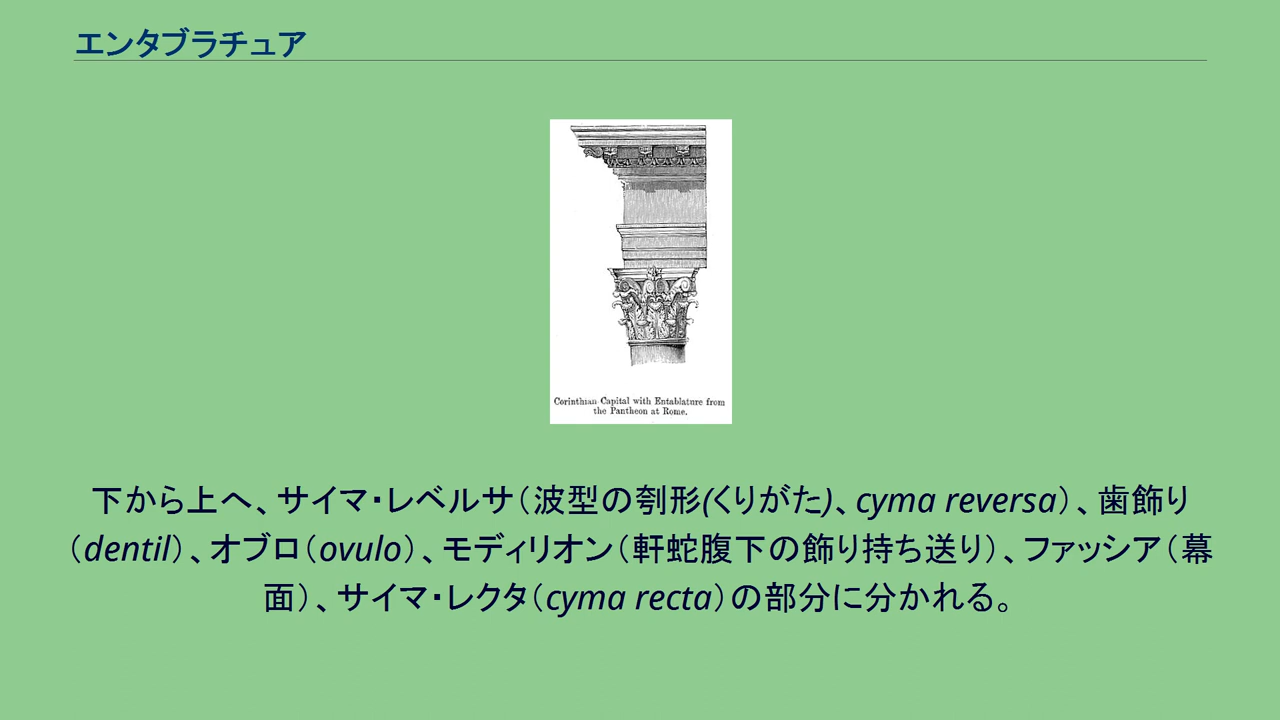 エンタブラチュア
Corinthian Capital with Entablature from
the Pantheon at Rome.
下から上へ、サイマ・レベルサ（波型の刳形(くりがた)、cyma reversa）、歯飾り
（dentil）、オブロ（ovulo）、モディリオン（軒蛇腹下の飾り持ち送り）、ファッシア（幕
面）、サイマ・レクタ（cyma recta）の部分に分かれる。